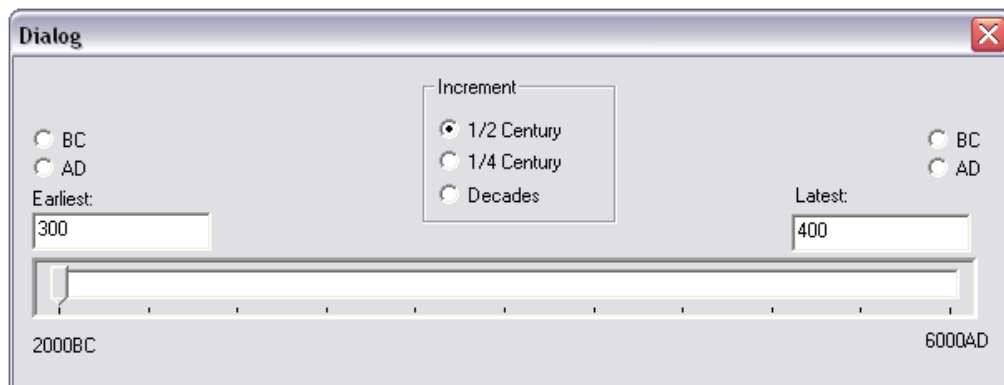 Dialog
Increment
BC
1/2 Century
BC
AD
1/4 Century
AD
Earliest:
Decades
Latest:
300
400
2000BC
6000AD